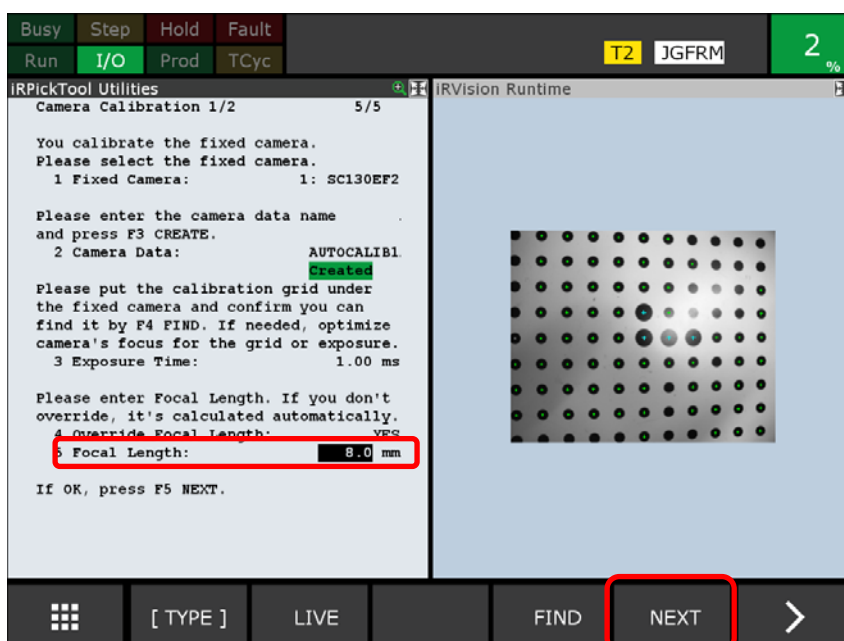 Busy Step Hold Fault
Run I/O Prod TCyc
T2 JGFRM
2 %
iRPickTool Utilities
Camera Calibration 1/2 5/5
You calibrate the fixed camera.
Please select the fixed camera.
1 Fixed Camera: 1: SC130EF2
Please enter the camera data name .
and press F3 CREATE.
2 Camera Data: AUTOCALIB1.
Created
Please put the calibration grid under
the fixed camera and confirm you can
find it by F4 FIND. If needed, optimize
camera's focus for the grid or exposure.
3 Exposure Time: 1.00 ms
Please enter Focal Length. If you don't
override, it's calculated automatically.
4 Override Focal Length: YES
5 Focal Length: 8.0 mm
If OK, press F5 NEXT.
iRVision Runtime
[ TYPE ] LIVE FIND NEXT >